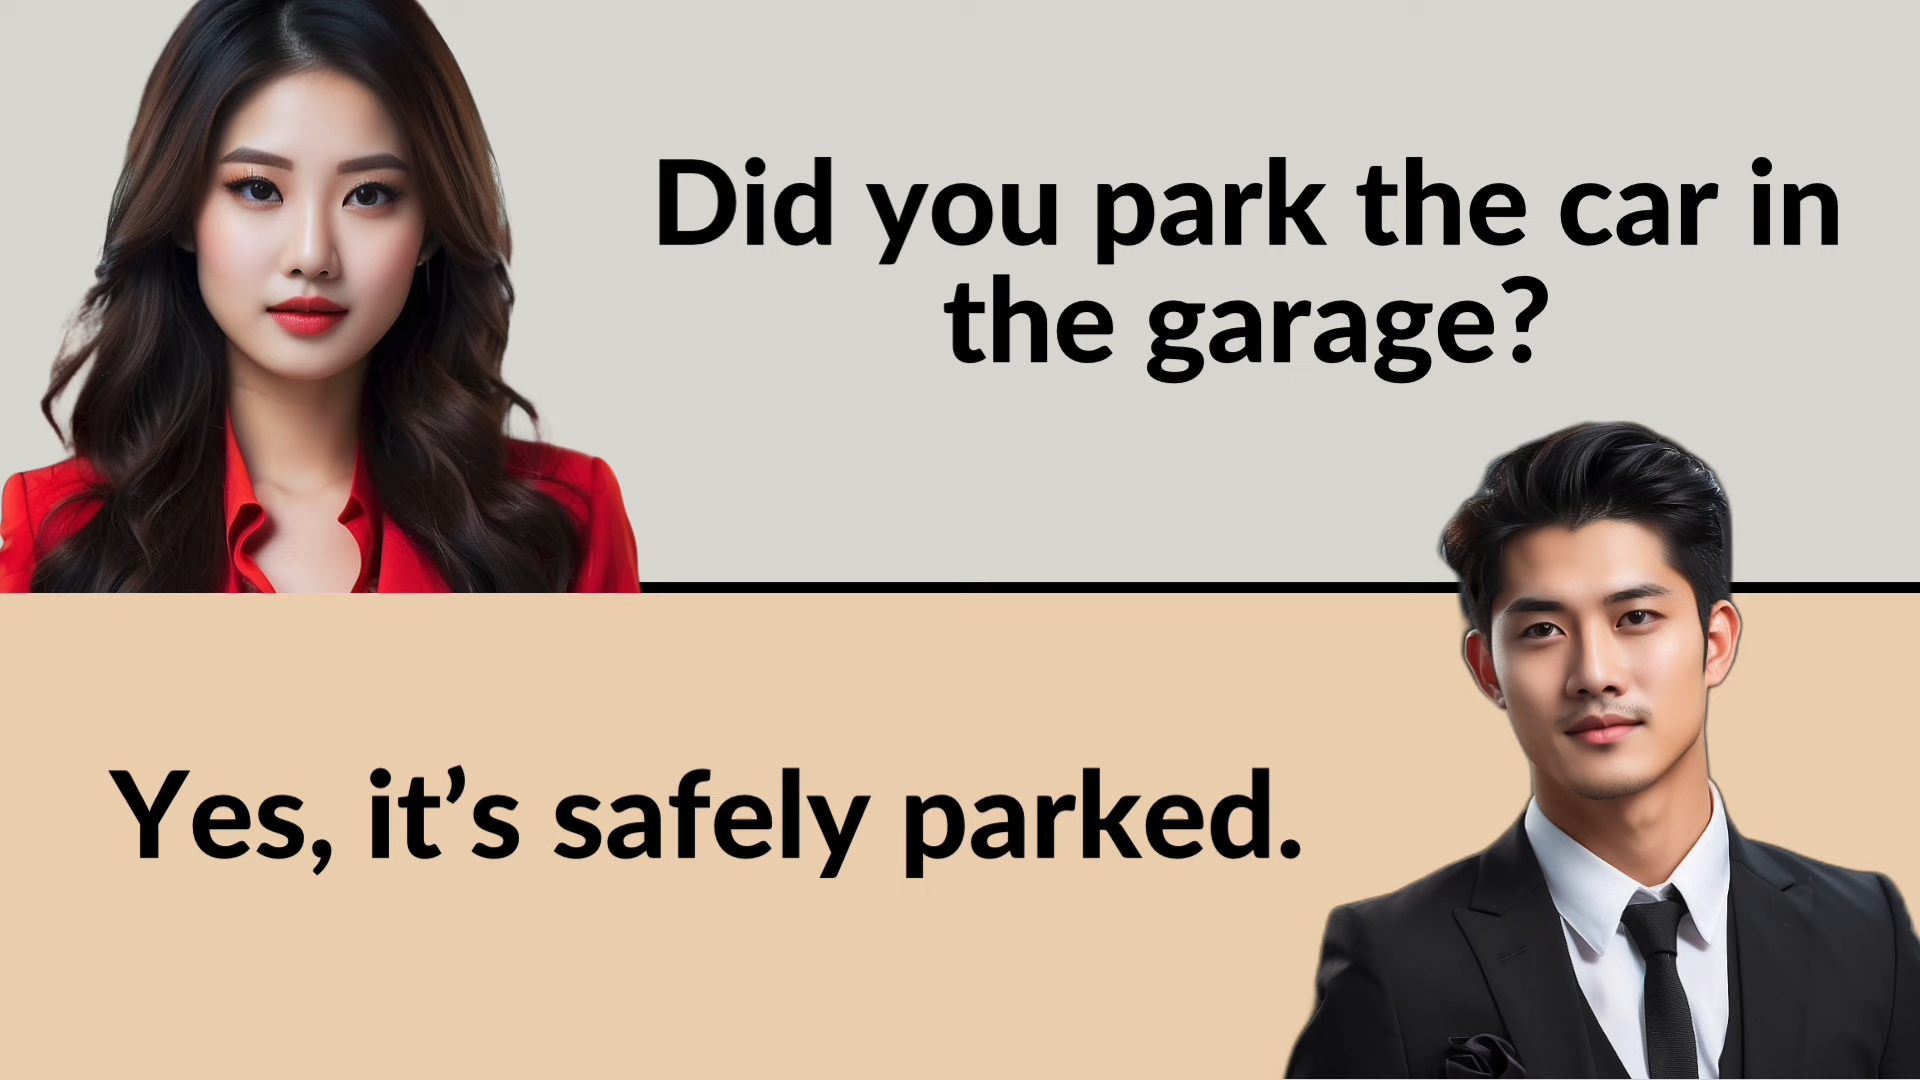 Did you park the car in
the garage?
Yes, it’s safely parked.